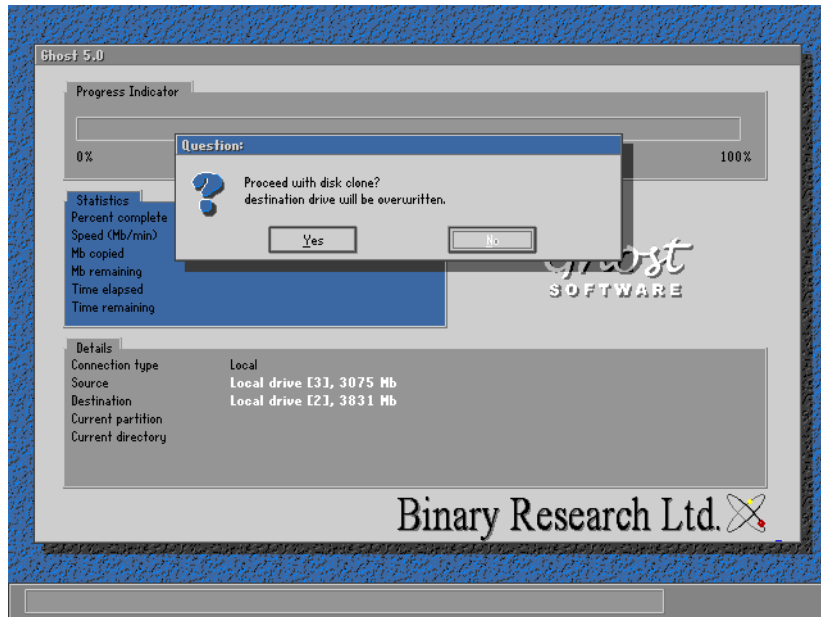 Ghost 5.0
Progress Indicator
0%
100%
Question:
Proceed with disk clone?
destination drive will be overwritten.
Yes
No
Statistics
Percent complete
Speed (Mb/min)
Mb copied
Mb remaining
Time elapsed
Time remaining
Ghost
SOFTWARE
Details
Connection type Local
Source Local drive [3], 3075 Mb
Destination Local drive [2], 3831 Mb
Current partition
Current directory
Binary Research Ltd.